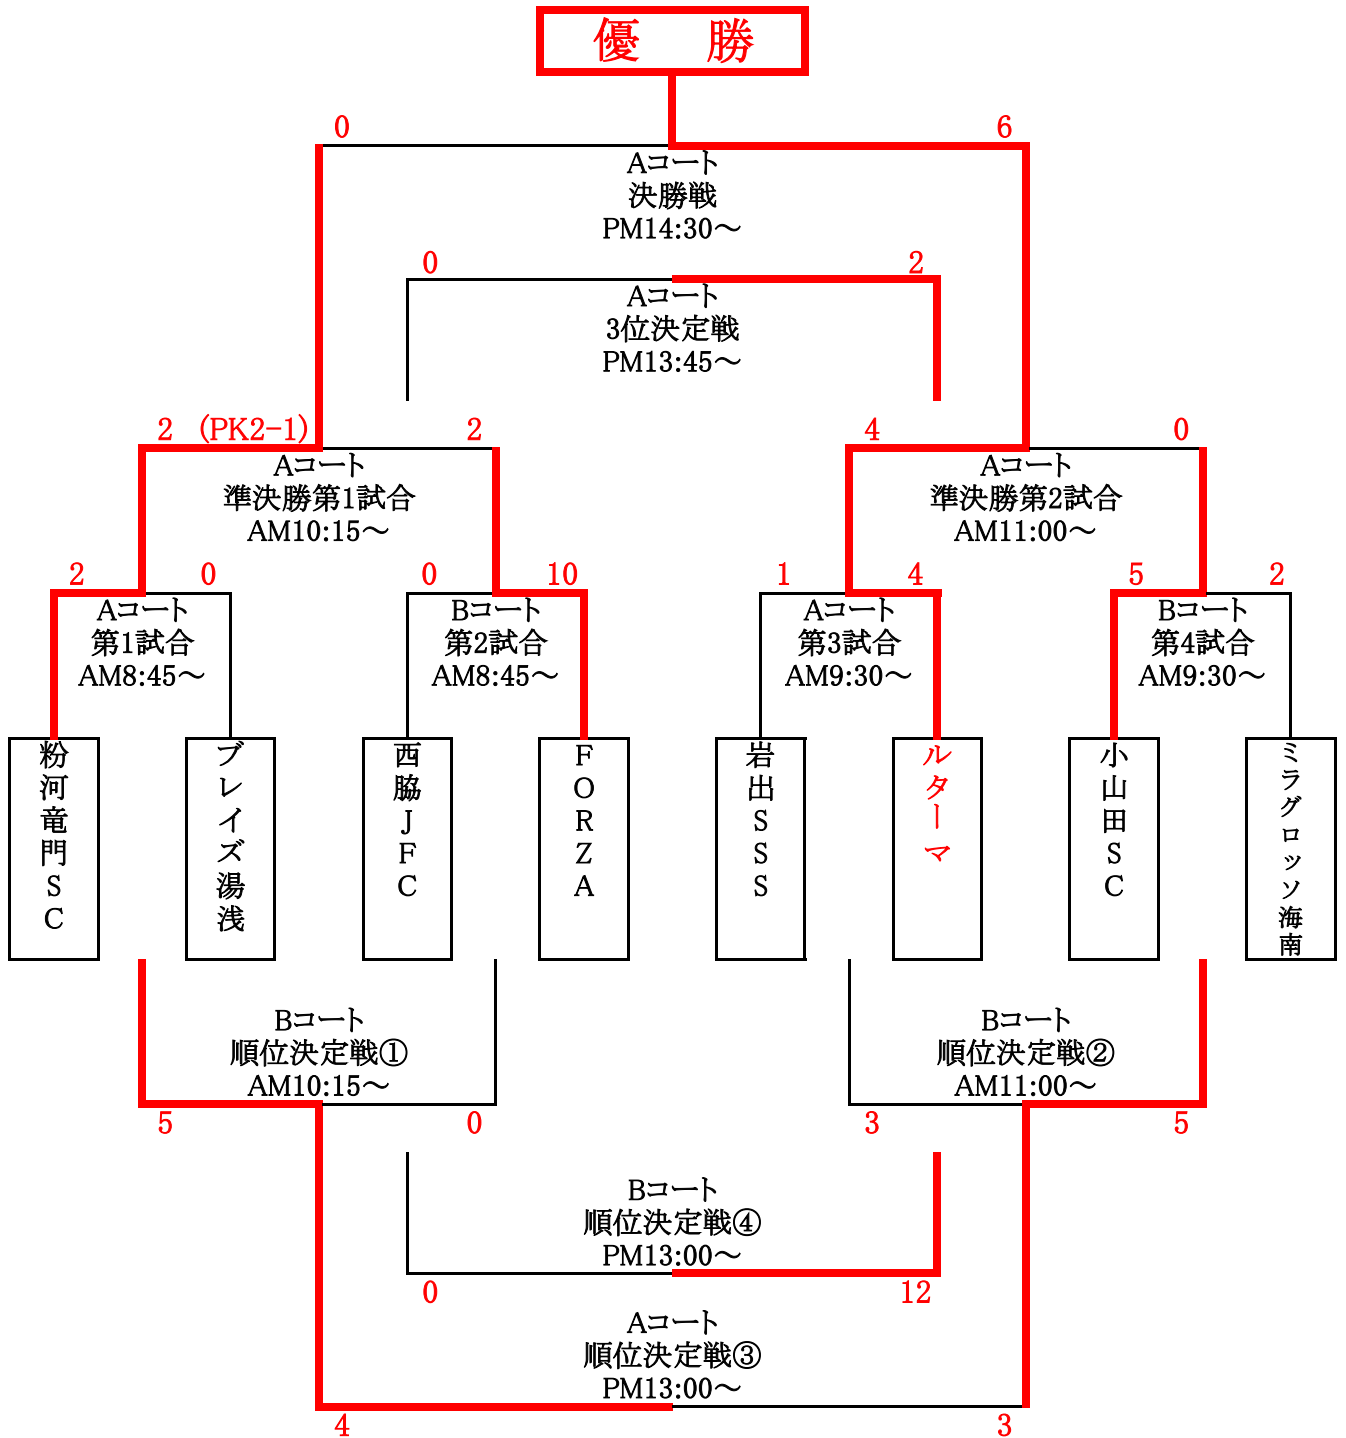 優　勝
0
6
Aコート
決勝戦
PM14:30～
0
2
Aコート
3位決定戦
PM13:45～
2 (PK2-1)
2
4
0
Aコート
準決勝第1試合
AM10:15～
Aコート
準決勝第2試合
AM11:00～
2
0
0
10
1
4
5
2
Aコート
第1試合
AM8:45～
Bコート
第2試合
AM8:45～
Aコート
第3試合
AM9:30～
Bコート
第4試合
AM9:30～
粉河竜門SC
ブレイズ湯浅
西脇JFC
FORZA
岩出SSS
ルターマ
小山田SC
ミラグロッソ海南
Bコート
順位決定戦①
AM10:15～
Bコート
順位決定戦②
AM11:00～
5
0
3
5
Bコート
順位決定戦④
PM13:00～
0
12
Aコート
順位決定戦③
PM13:00～
4
3